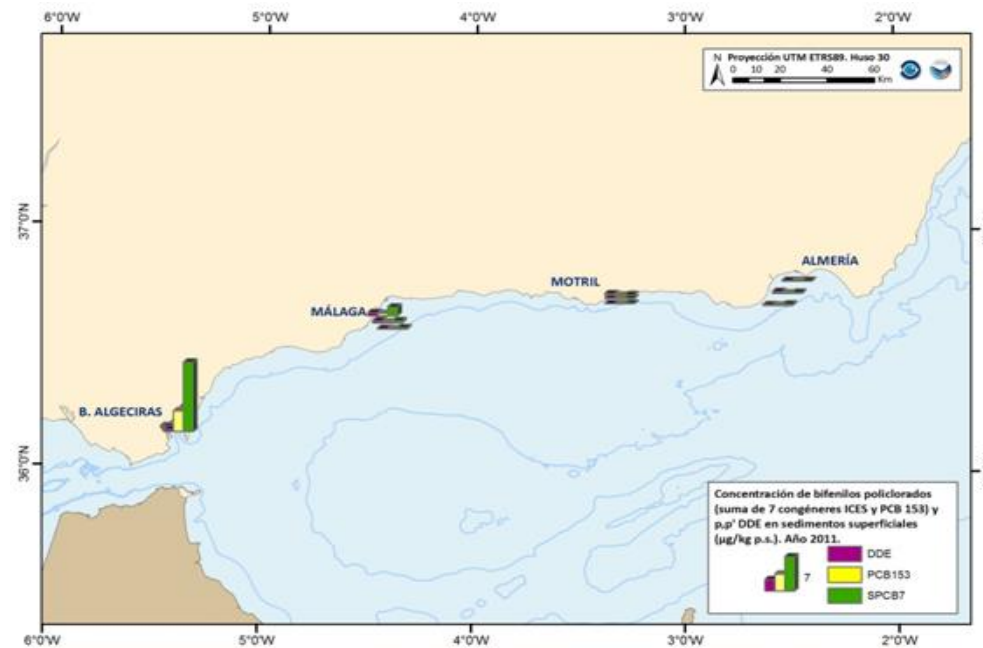 6°0'W 5°0'W 4°0'W 3°0'W 2°0'W
N Proyección UTM ETRS89. Huso 30
0 10 20 40 60
Km
37°0'N
ALMERÍA
MOTRIL
MÁLAGA
B. ALGECIRAS
36°0'N
Concentración de bifenilos policlorados
(suma de 7 congéneres ICES y PCB 153) y
p,p' DDE en sedimentos superficiales
(µg/kg p.s.). Año 2011.
DDE
7 PCB153
SPCB7
6°0'W 5°0'W 4°0'W 3°0'W 2°0'W